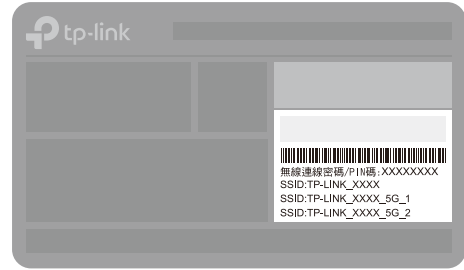 tp-link
無線連線密碼/PIN碼:XXXXXXXX
SSID:TP-LINK_XXXX
SSID:TP-LINK_XXXX_5G_1
SSID:TP-LINK_XXXX_5G_2